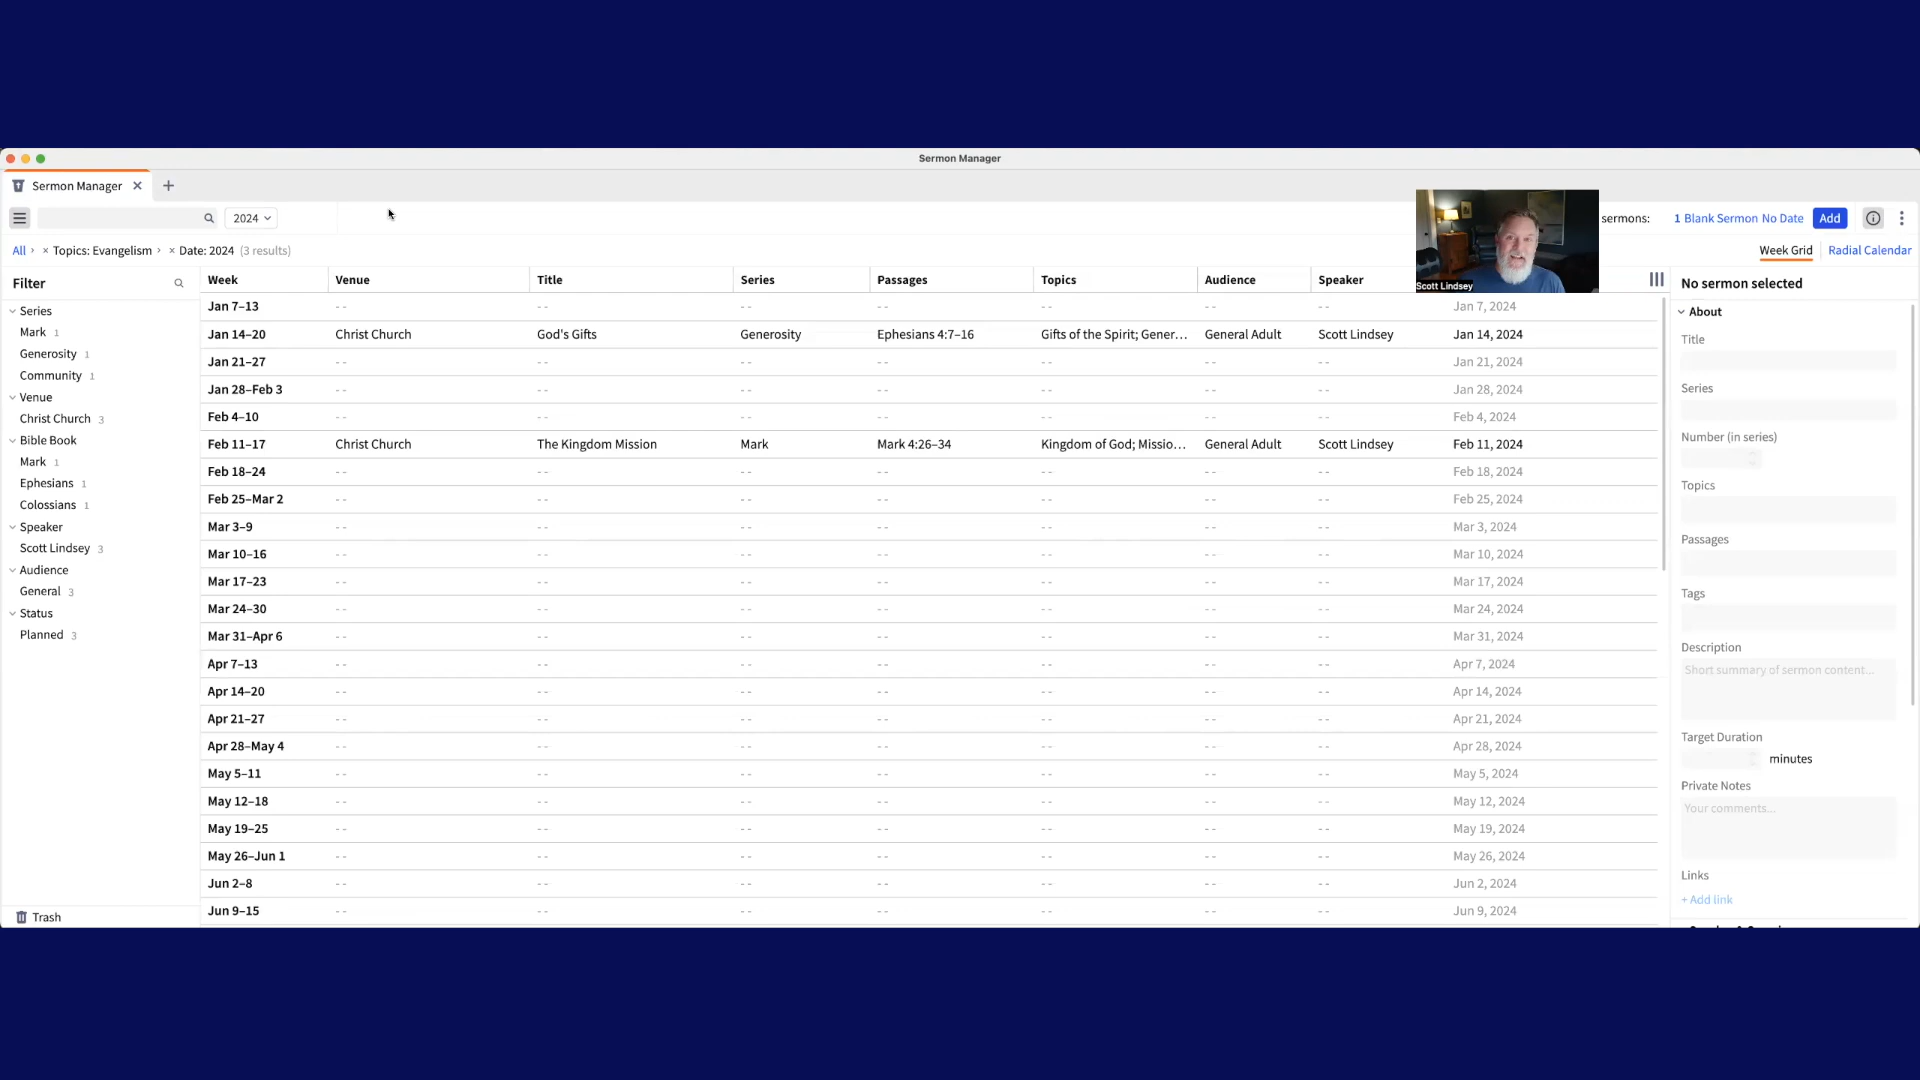 Sermon Manager
Sermon Manager
2024
sermons: 1 Blank Sermon No Date Add
All › × Topics: Evangelism › × Date: 2024 (3 results)
Week Grid Radial Calendar
Filter
Series
Mark 1
Generosity 1
Community 1
Venue
Christ Church 3
Bible Book
Mark 1
Ephesians 1
Colossians 1
Speaker
Scott Lindsey 3
Audience
General 3
Status
Planned 3
Trash
Week Venue Title Series Passages Topics Audience Speaker
Scott Lindsey
Jan 7–13 -- -- -- -- -- -- -- Jan 7, 2024
Jan 14–20 Christ Church God's Gifts Generosity Ephesians 4:7–16 Gifts of the Spirit; Gener... General Adult Scott Lindsey Jan 14, 2024
Jan 21–27 -- -- -- -- -- -- -- Jan 21, 2024
Jan 28–Feb 3 -- -- -- -- -- -- -- Jan 28, 2024
Feb 4–10 -- -- -- -- -- -- -- Feb 4, 2024
Feb 11–17 Christ Church The Kingdom Mission Mark Mark 4:26–34 Kingdom of God; Missio... General Adult Scott Lindsey Feb 11, 2024
Feb 18–24 -- -- -- -- -- -- -- Feb 18, 2024
Feb 25–Mar 2 -- -- -- -- -- -- -- Feb 25, 2024
Mar 3–9 -- -- -- -- -- -- -- Mar 3, 2024
Mar 10–16 -- -- -- -- -- -- -- Mar 10, 2024
Mar 17–23 -- -- -- -- -- -- -- Mar 17, 2024
Mar 24–30 -- -- -- -- -- -- -- Mar 24, 2024
Mar 31–Apr 6 -- -- -- -- -- -- -- Mar 31, 2024
Apr 7–13 -- -- -- -- -- -- -- Apr 7, 2024
Apr 14–20 -- -- -- -- -- -- -- Apr 14, 2024
Apr 21–27 -- -- -- -- -- -- -- Apr 21, 2024
Apr 28–May 4 -- -- -- -- -- -- -- Apr 28, 2024
May 5–11 -- -- -- -- -- -- -- May 5, 2024
May 12–18 -- -- -- -- -- -- -- May 12, 2024
May 19–25 -- -- -- -- -- -- -- May 19, 2024
May 26–Jun 1 -- -- -- -- -- -- -- May 26, 2024
Jun 2–8 -- -- -- -- -- -- -- Jun 2, 2024
Jun 9–15 -- -- -- -- -- -- -- Jun 9, 2024
No sermon selected
About
Title
Series
Number (in series)
Topics
Passages
Tags
Description
Short summary of sermon content...
Target Duration
minutes
Private Notes
Your comments...
Links
+ Add link